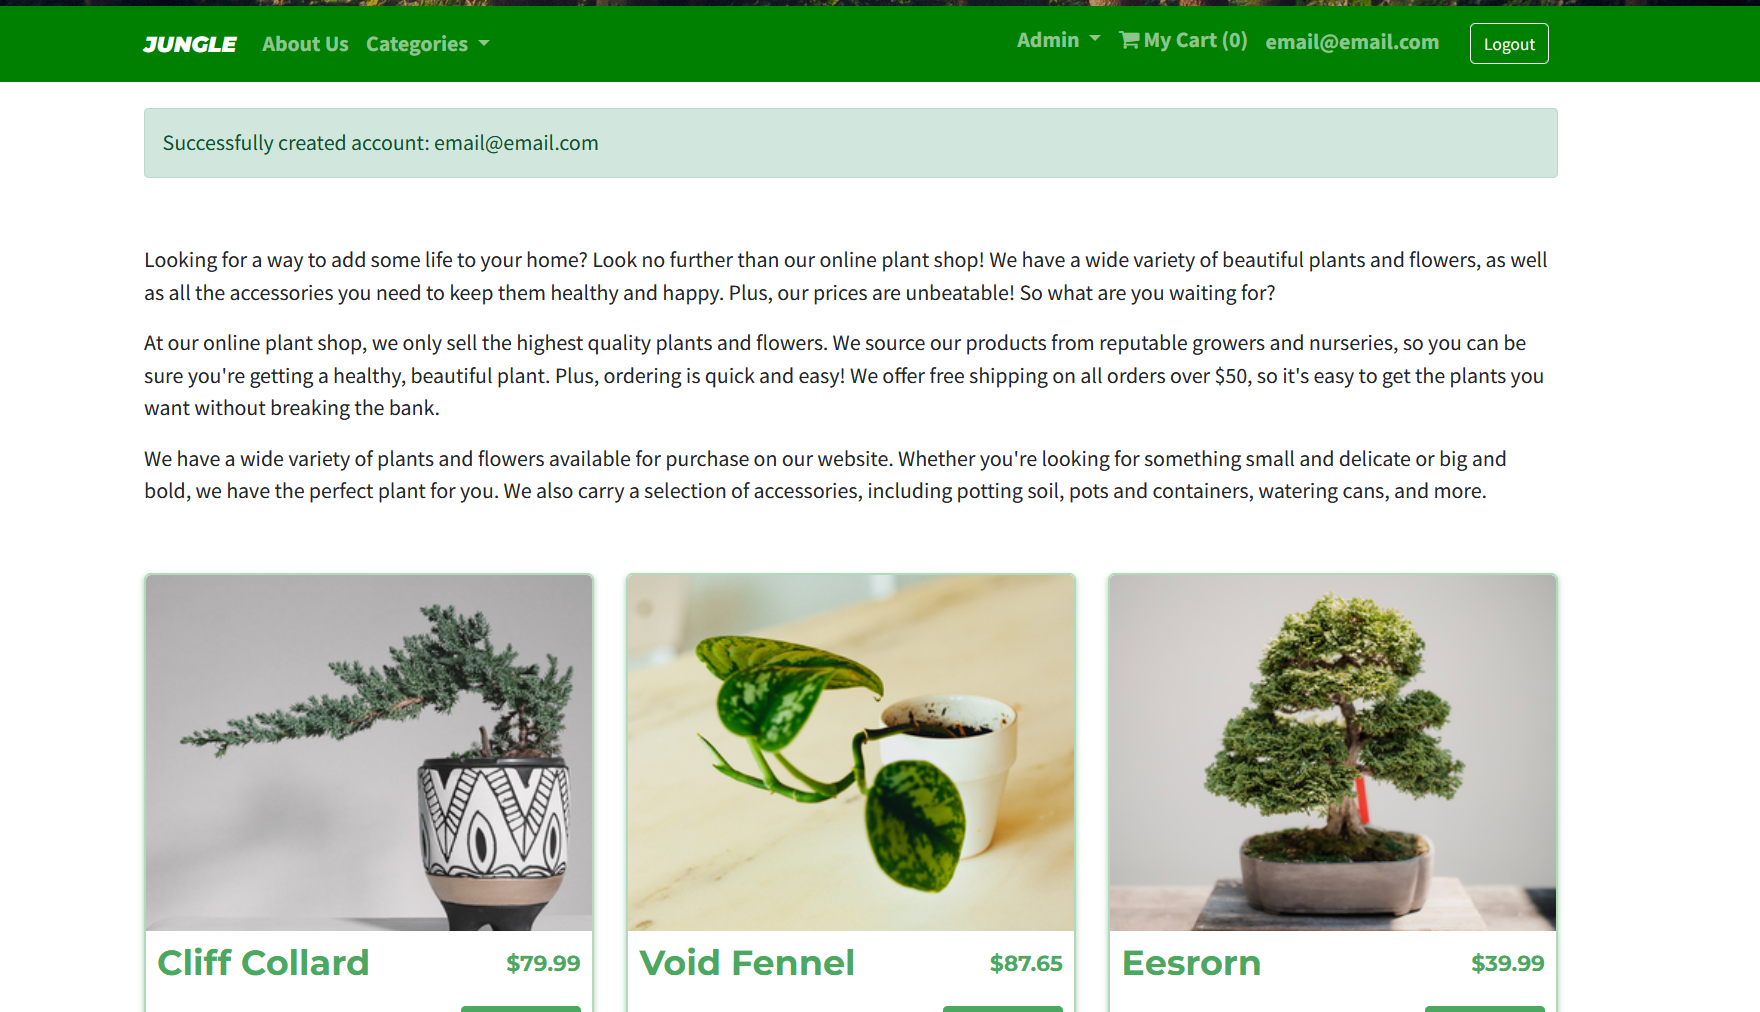 JUNGLE About Us Categories Admin My Cart (0) email@email.com Logout
Successfully created account: email@email.com
Looking for a way to add some life to your home? Look no further than our online plant shop! We have a wide variety of beautiful plants and flowers, as well
as all the accessories you need to keep them healthy and happy. Plus, our prices are unbeatable! So what are you waiting for?
At our online plant shop, we only sell the highest quality plants and flowers. We source our products from reputable growers and nurseries, so you can be
sure you're getting a healthy, beautiful plant. Plus, ordering is quick and easy! We offer free shipping on all orders over $50, so it's easy to get the plants you
want without breaking the bank.
We have a wide variety of plants and flowers available for purchase on our website. Whether you're looking for something small and delicate or big and
bold, we have the perfect plant for you. We also carry a selection of accessories, including potting soil, pots and containers, watering cans, and more.
Cliff Collard $79.99
Void Fennel $87.65
Eesrorn $39.99